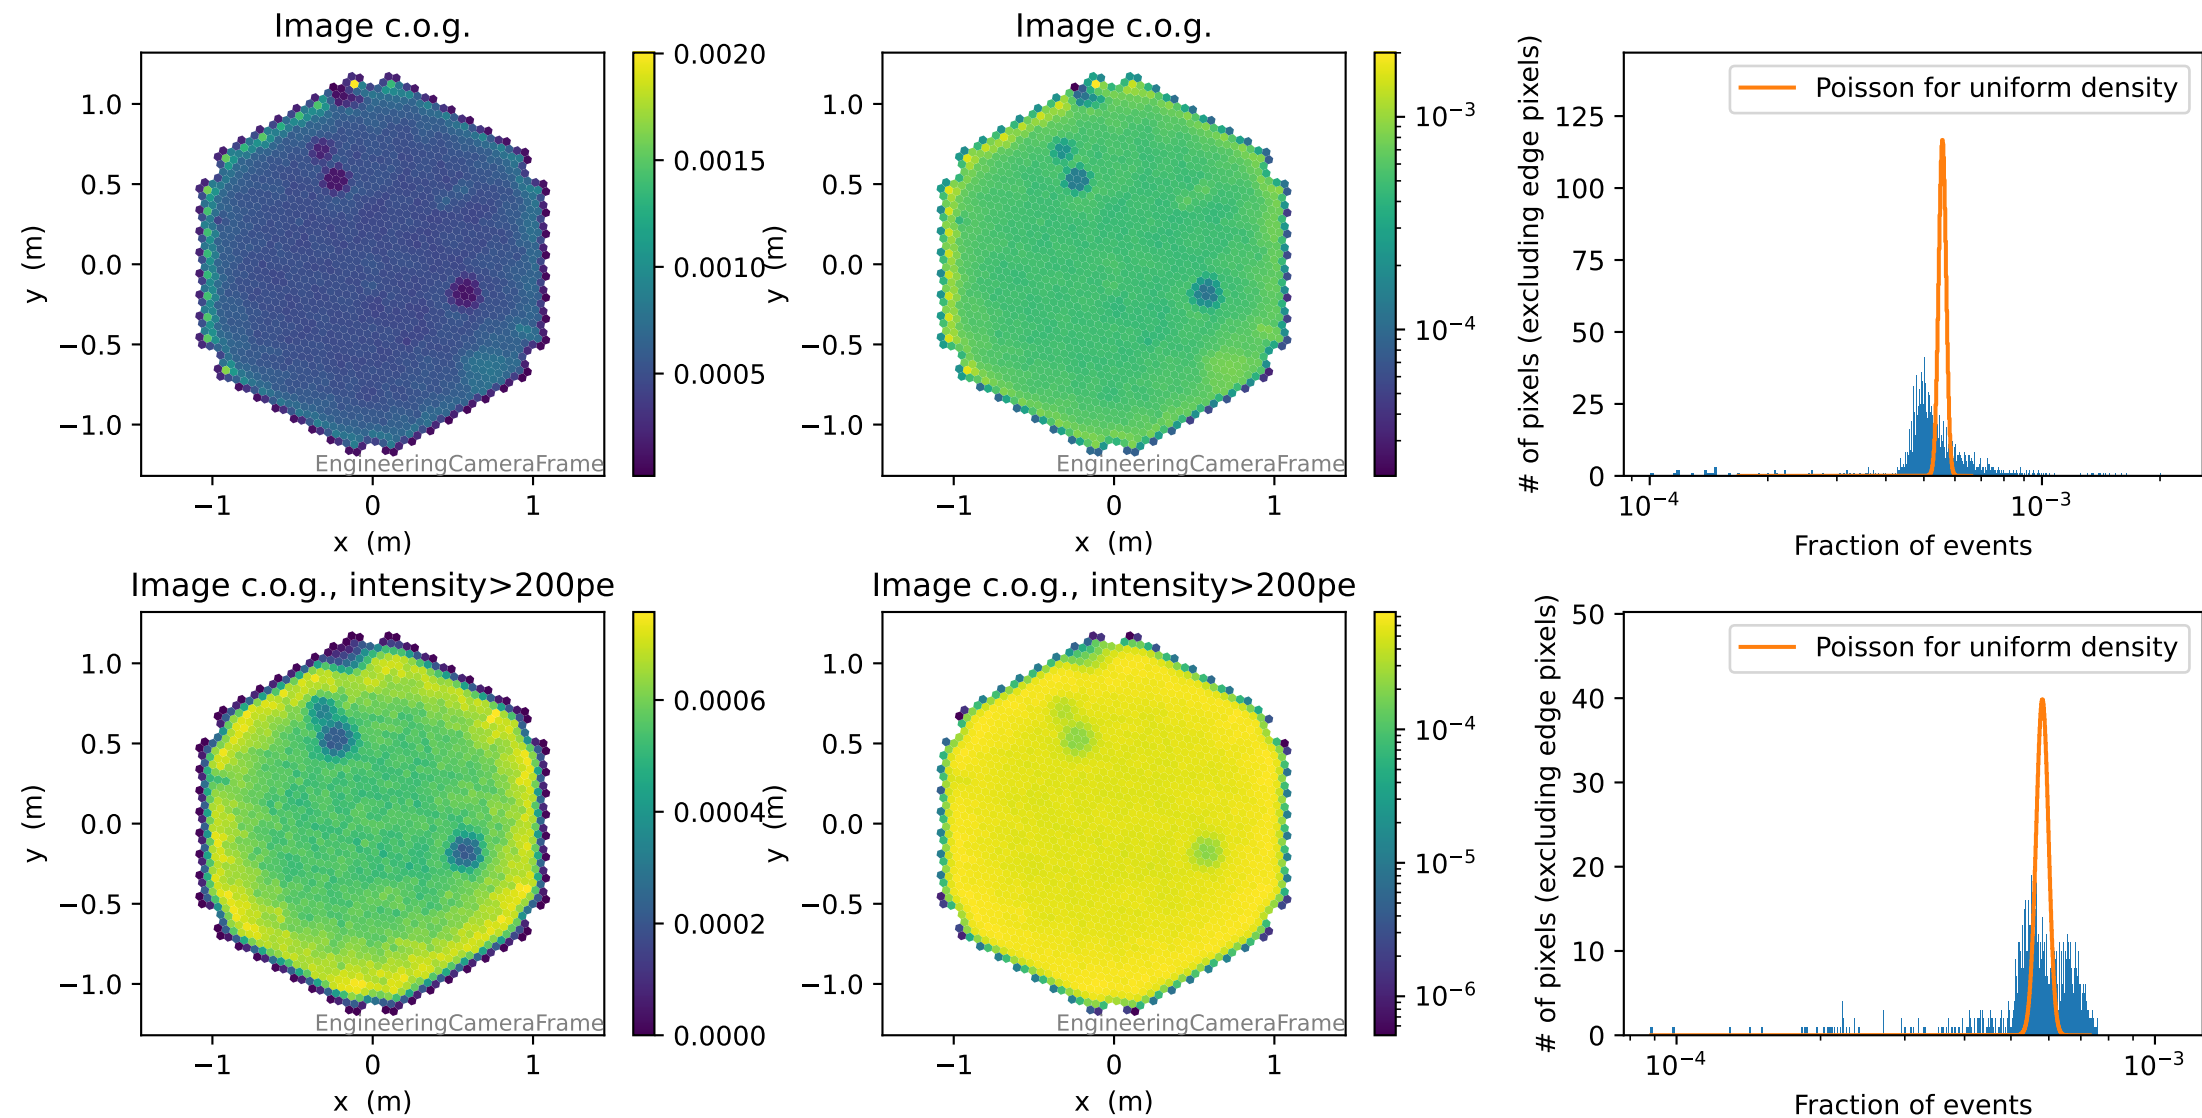 Image c.o.g.
1.0
0.5
0.0
−0.5
−1.0
y (m)
−1
0
1
x (m)
EngineeringCameraFrame
0.0020
0.0015
0.0010
0.0005
Image c.o.g.
1.0
0.5
0.0
−0.5
−1.0
y (m)
−1
0
1
x (m)
EngineeringCameraFrame
10⁻³
10⁻⁴
# of pixels (excluding edge pixels)
125
100
75
50
25
0
Poisson for uniform density
10⁻⁴
10⁻³
Fraction of events
Image c.o.g., intensity>200pe
1.0
0.5
0.0
−0.5
−1.0
y (m)
−1
0
1
x (m)
EngineeringCameraFrame
0.0006
0.0004
0.0002
0.0000
Image c.o.g., intensity>200pe
1.0
0.5
0.0
−0.5
−1.0
y (m)
−1
0
1
x (m)
EngineeringCameraFrame
10⁻⁴
10⁻⁵
10⁻⁶
# of pixels (excluding edge pixels)
50
40
30
20
10
0
Poisson for uniform density
10⁻⁴
10⁻³
Fraction of events